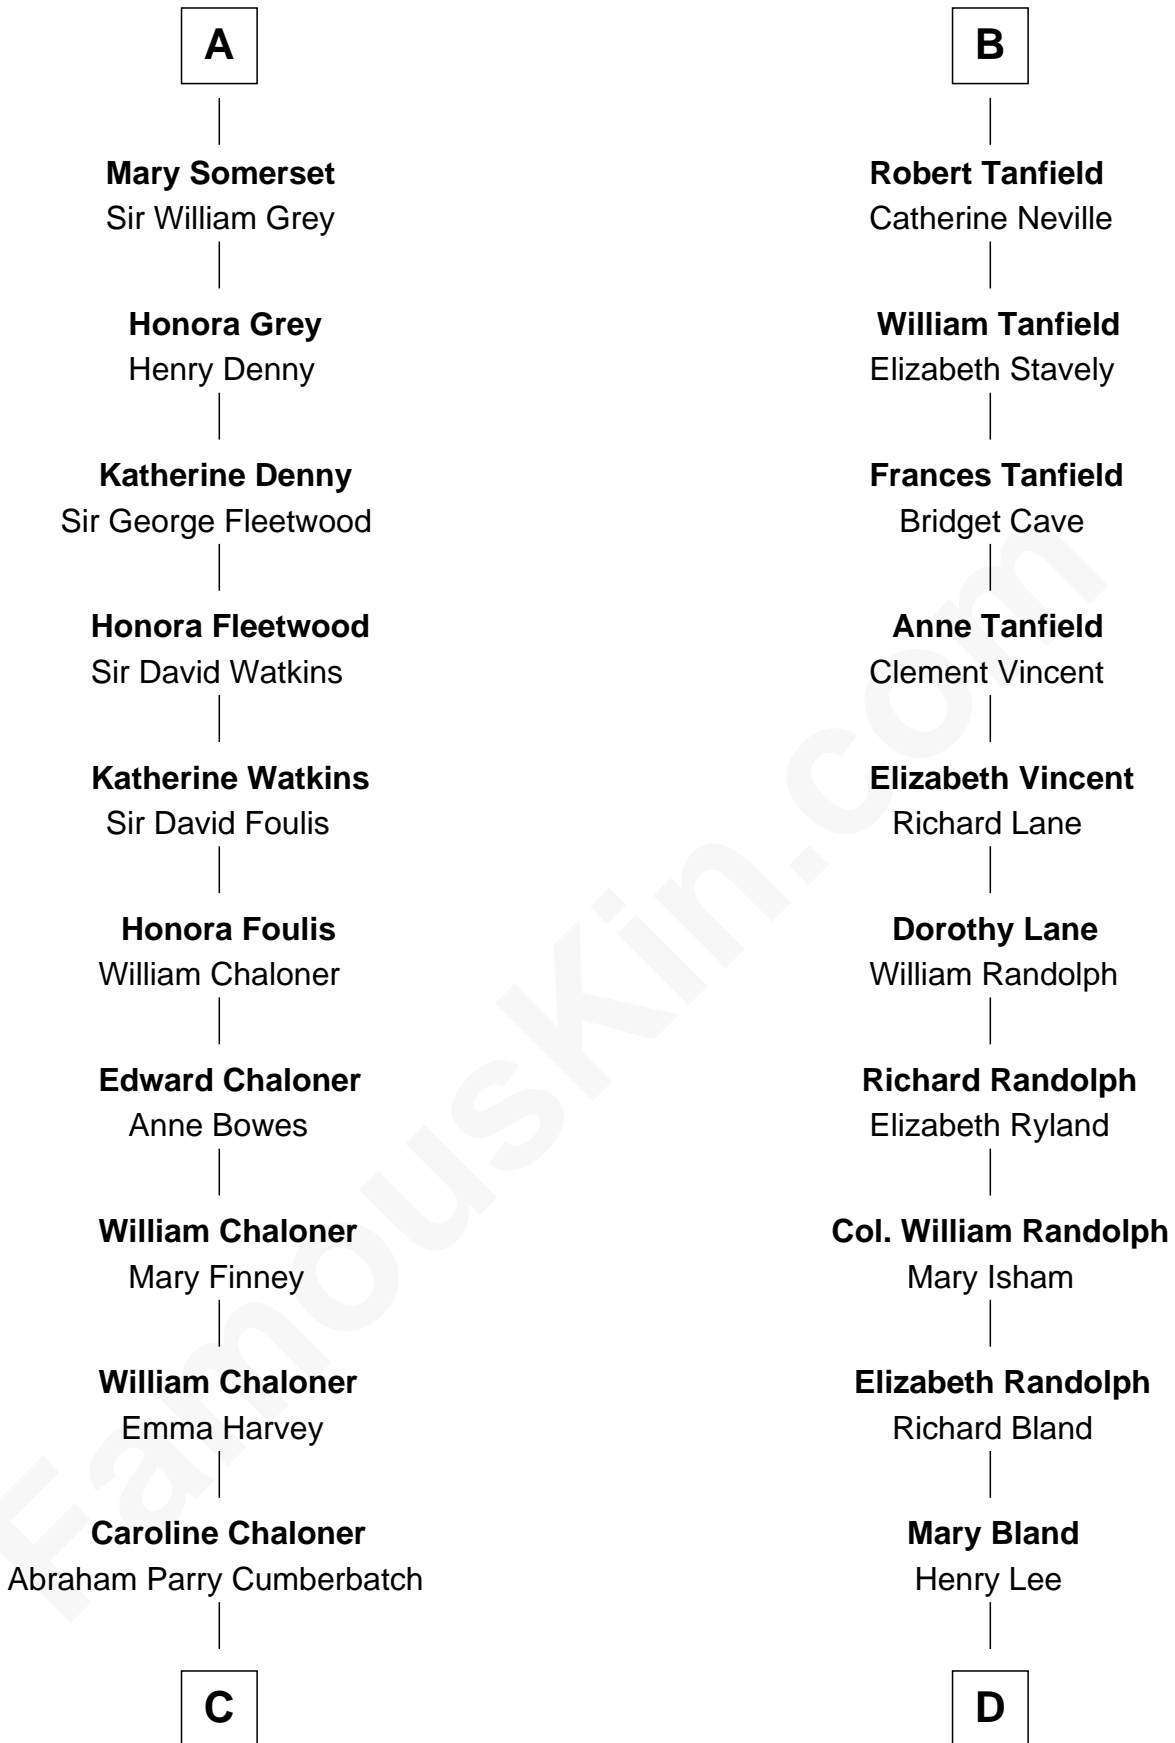 A
Mary Somerset
Sir William Grey
Honora Grey
Henry Denny
Katherine Denny
Sir George Fleetwood
Honora Fleetwood
Sir David Watkins
Katherine Watkins
Sir David Foulis
Honora Foulis
William Chaloner
Edward Chaloner
Anne Bowes
William Chaloner
Mary Finney
William Chaloner
Emma Harvey
Caroline Chaloner
Abraham Parry Cumberbatch
C
B
Robert Tanfield
Catherine Neville
William Tanfield
Elizabeth Stavely
Frances Tanfield
Bridget Cave
Anne Tanfield
Clement Vincent
Elizabeth Vincent
Richard Lane
Dorothy Lane
William Randolph
Richard Randolph
Elizabeth Ryland
Col. William Randolph
Mary Isham
Elizabeth Randolph
Richard Bland
Mary Bland
Henry Lee
D
FamousKin.com